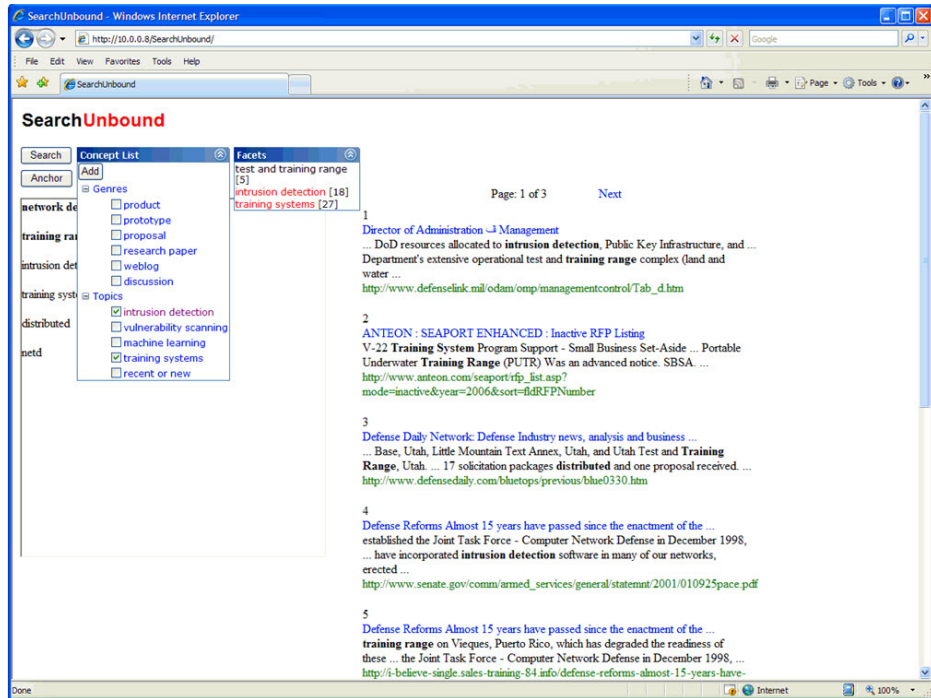 SearchUnbound - Windows Internet Explorer
http://10.0.0.8/SearchUnbound/
Google
File Edit View Favorites Tools Help
SearchUnbound
Page Tools
SearchUnbound
Search
Anchor
network de
training ra
intrusion det
training syste
distributed
netd
Concept List
Add
Genres
product
prototype
proposal
research paper
weblog
discussion
Topics
intrusion detection
vulnerability scanning
machine learning
training systems
recent or new
Facets
test and training range
[5]
intrusion detection [18]
training systems [27]
Page: 1 of 3 Next
1
Director of Administration Management
... DoD resources allocated to intrusion detection, Public Key Infrastructure, and ...
Department's extensive operational test and training range complex (land and
water ...
http://www.defenselink.mil/odam/omp/managementcontrol/Tab_d.htm
2
ANTEON : SEAPORT ENHANCED : Inactive RFP Listing
V-22 Training System Program Support - Small Business Set-Aside ... Portable
Underwater Training Range (PUTR) Was an advanced notice. SBSA. ...
http://www.anteon.com/seaport/rfp_list.asp?
mode=inactive&year=2006&sort=fldRFPNumber
3
Defense Daily Network: Defense Industry news, analysis and business ...
... Base, Utah, Little Mountain Text Annex, Utah, and Utah Test and Training
Range, Utah. ... 17 solicitation packages distributed and one proposal received. ...
http://www.defensedaily.com/bluetops/previous/blue0330.htm
4
Defense Reforms Almost 15 years have passed since the enactment of the ...
established the Joint Task Force - Computer Network Defense in December 1998,
... have incorporated intrusion detection software in many of our networks,
erected ...
http://www.senate.gov/comm/armed_services/general/statemnt/2001/010925pace.pdf
5
Defense Reforms Almost 15 years have passed since the enactment of the ...
training range on Vieques, Puerto Rico, which has degraded the readiness of
these ... the Joint Task Force - Computer Network Defense in December 1998, ...
http://i-believe-single.sales-training-84.info/defense-reforms-almost-15-years-have-
Done
Internet
100%